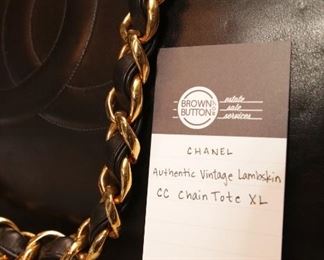 BROWN
BUTTON
estate
sale
services
CHANEL
Authentic Vintage Lambskin
CC Chain Tote XL